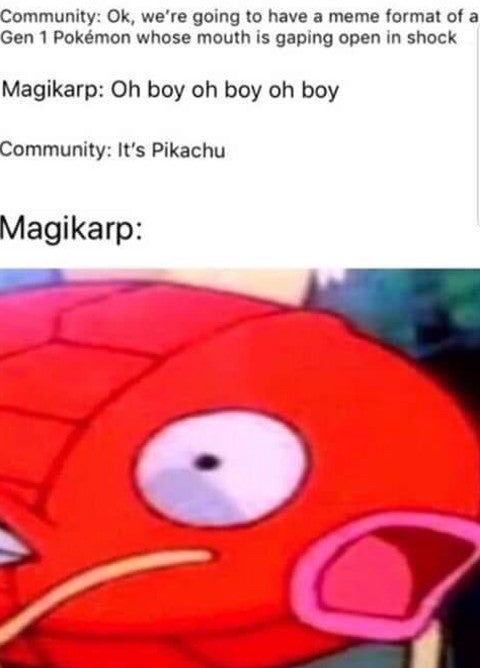 Community: Ok, we're going to have a meme format of a
Gen 1 Pokémon whose mouth is gaping open in shock
Magikarp: Oh boy oh boy oh boy
Community: It's Pikachu
Magikarp: